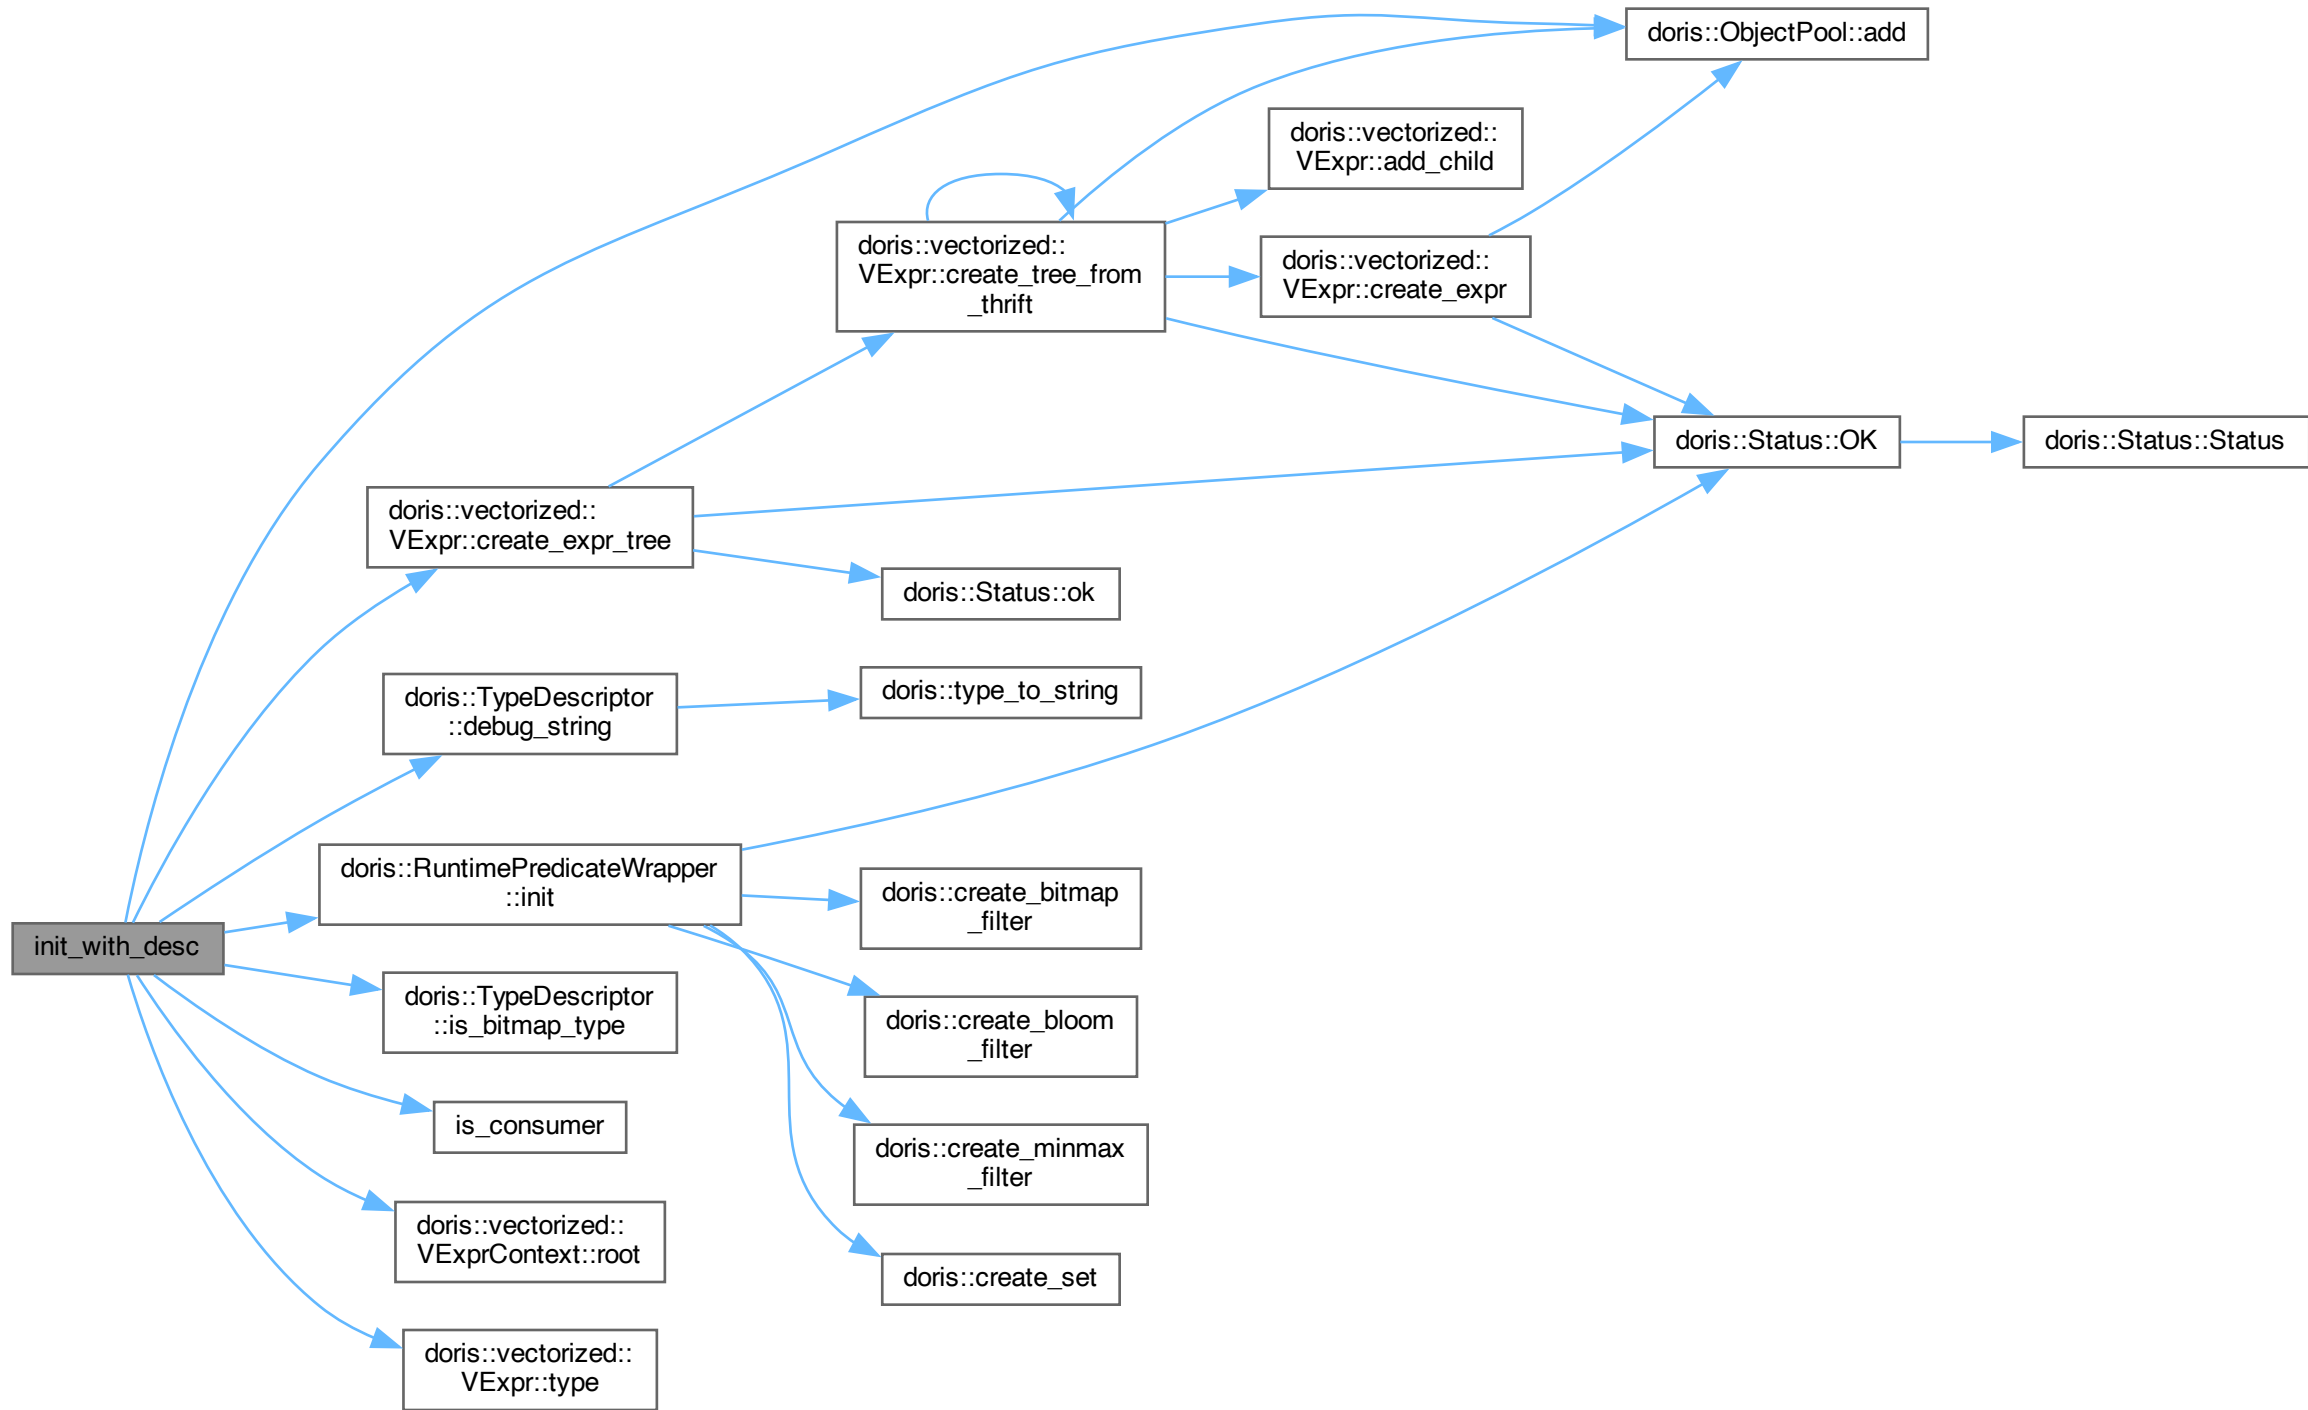 doris::ObjectPool::add
doris::vectorized::
VExpr::add_child
doris::vectorized::
VExpr::create_tree_from
_thrift
doris::vectorized::
VExpr::create_expr
doris::Status::OK
doris::Status::Status
doris::vectorized::
VExpr::create_expr_tree
doris::Status::ok
doris::TypeDescriptor
::debug_string
doris::type_to_string
doris::RuntimePredicateWrapper
::init
doris::create_bitmap
_filter
init_with_desc
doris::TypeDescriptor
::is_bitmap_type
doris::create_bloom
_filter
is_consumer
doris::create_minmax
_filter
doris::vectorized::
VExprContext::root
doris::create_set
doris::vectorized::
VExpr::type